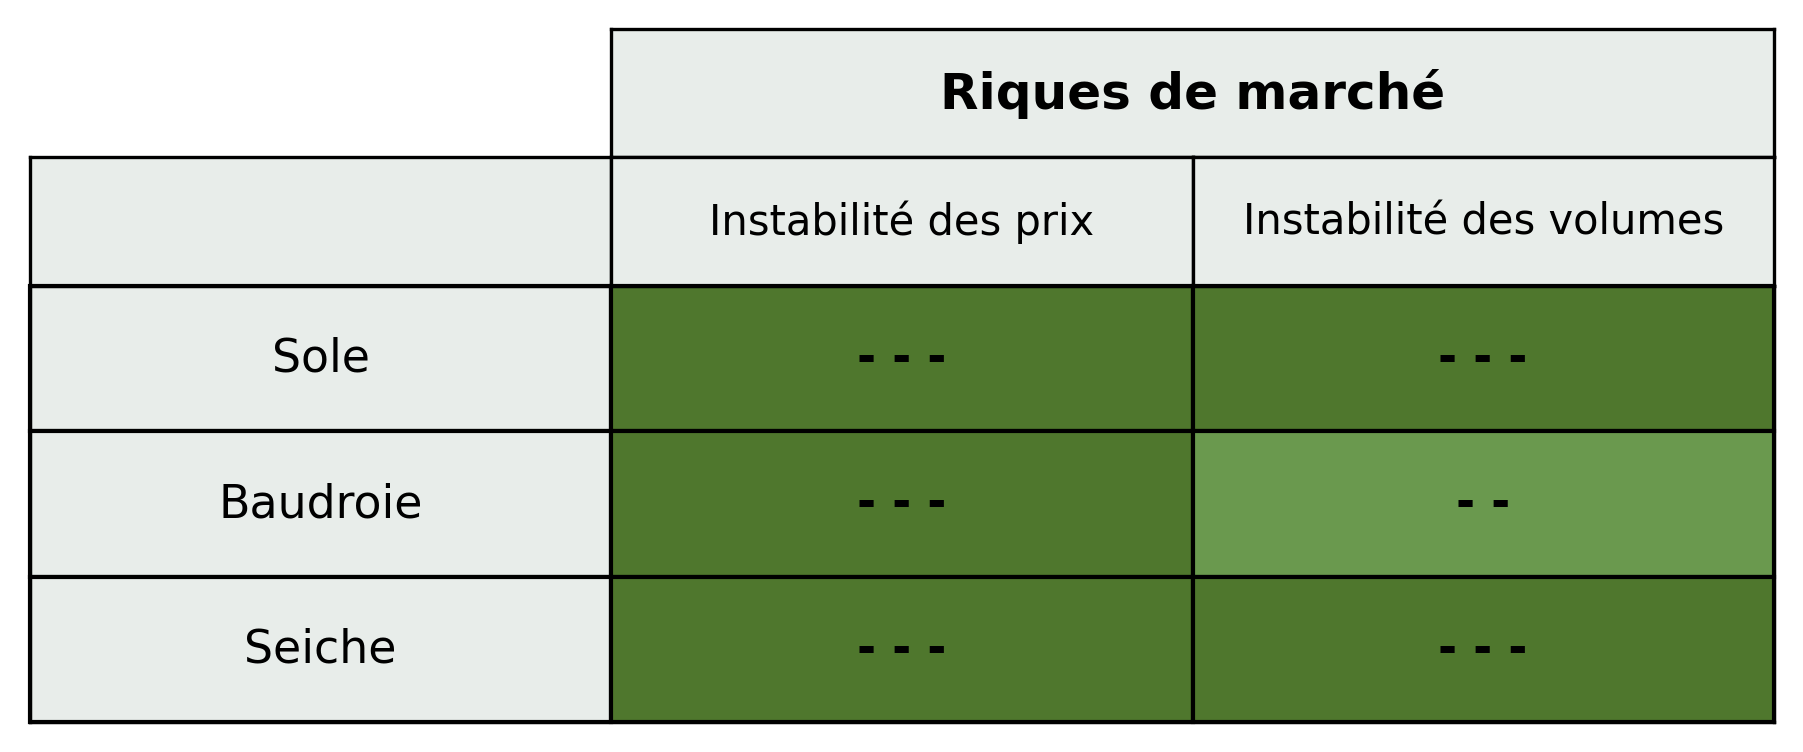 Riques de marché
Instabilité des prix Instabilité des volumes
Sole - - - - - -
Baudroie - - - - -
Seiche - - - - - -